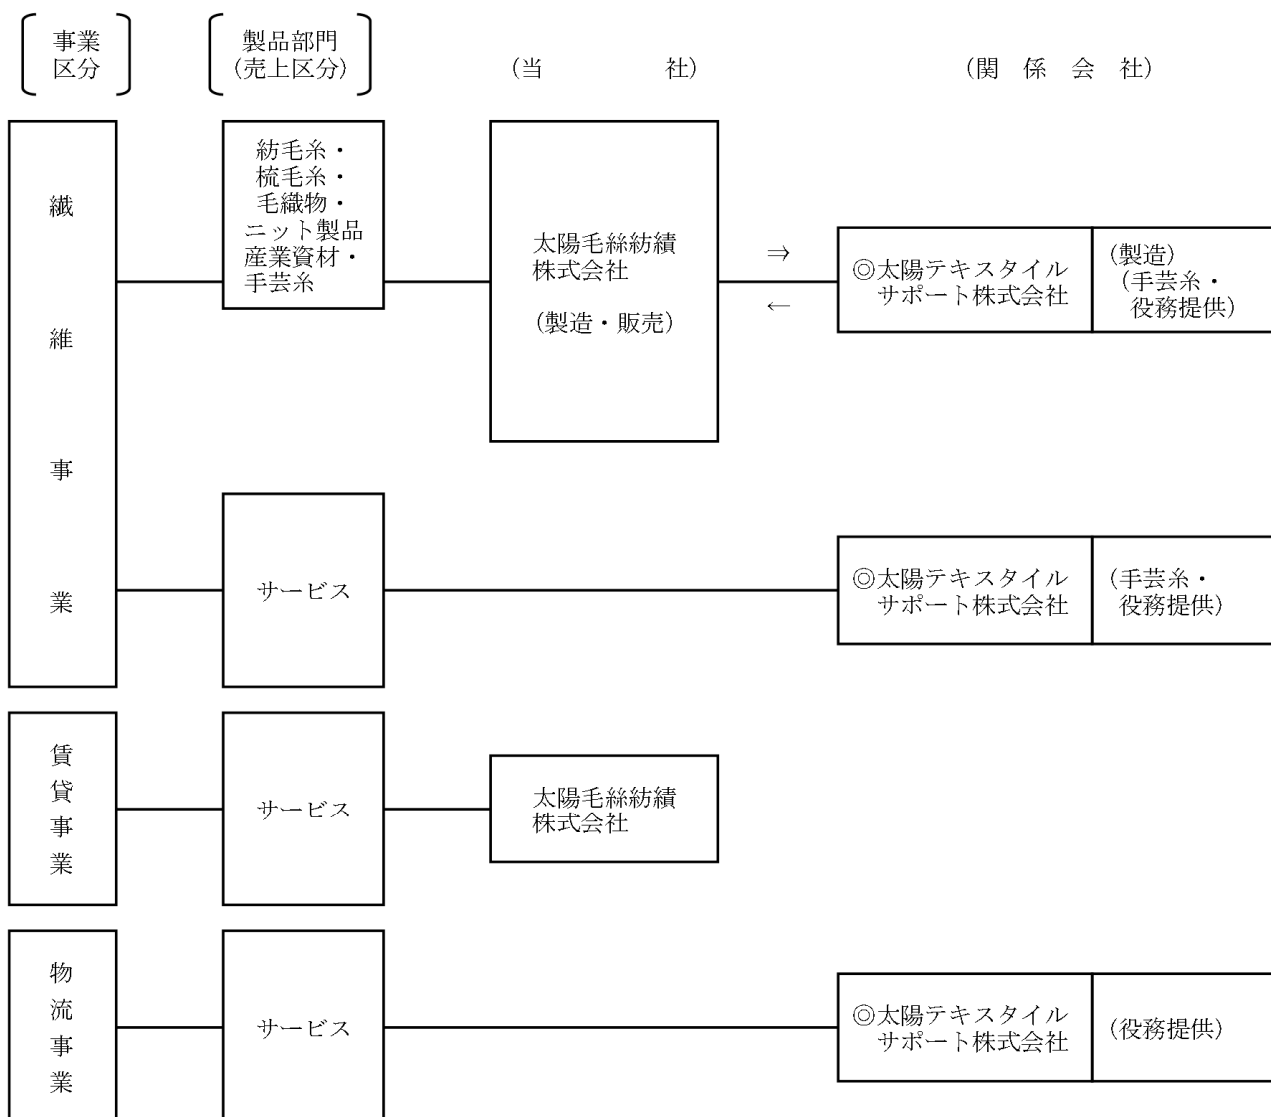 事業
区分
製品部門
(売上区分)
(当　　　　　社)
(関　係　会　社)
繊維事業
紡毛糸・
梳毛糸・
毛織物・
ニット製品
産業資材・
手芸糸
太陽毛絲紡績
株式会社
(製造・販売)
⇒
←
◎太陽テキスタイル
サポート株式会社
(製造)
(手芸糸・
役務提供)
サービス
◎太陽テキスタイル
サポート株式会社
(手芸糸・
役務提供)
賃貸事業
サービス
太陽毛絲紡績
株式会社
物流事業
サービス
◎太陽テキスタイル
サポート株式会社
(役務提供)